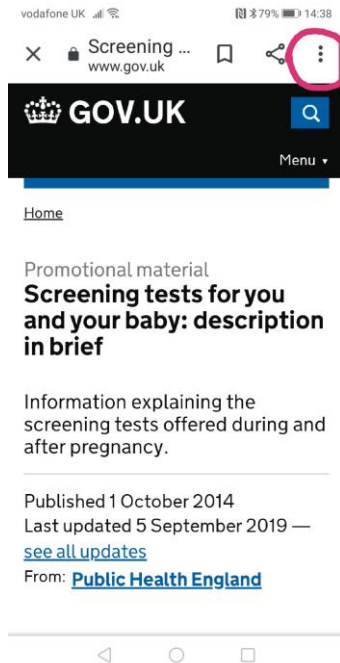 vodafone UK 79% 14:38
Screening ...
www.gov.uk
GOV.UK
Menu
Home
Promotional material
Screening tests for you
and your baby: description
in brief
Information explaining the
screening tests offered during and
after pregnancy.
Published 1 October 2014
Last updated 5 September 2019 —
see all updates
From: Public Health England